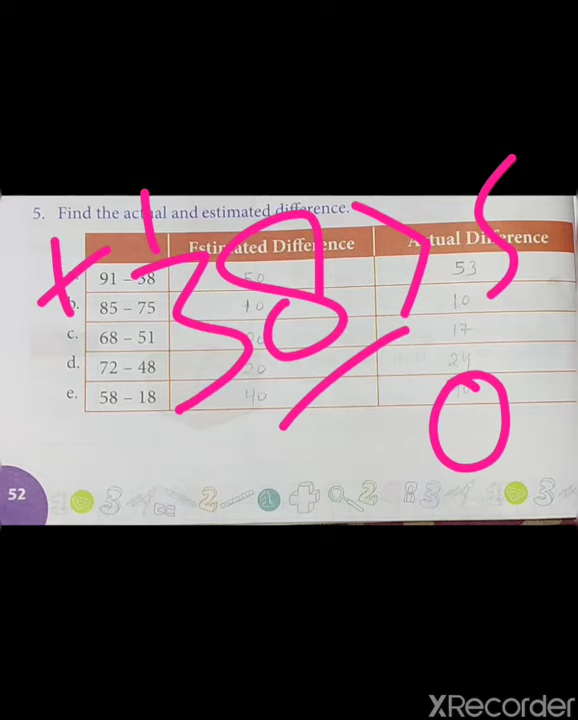 5. Find the actual and estimated difference.
Estimated Difference Actual Difference
91 – 38 50 53
b. 85 – 75 10 10
c. 68 – 51 17
d. 72 – 48 20 24
e. 58 – 18 40
52
XRecorder